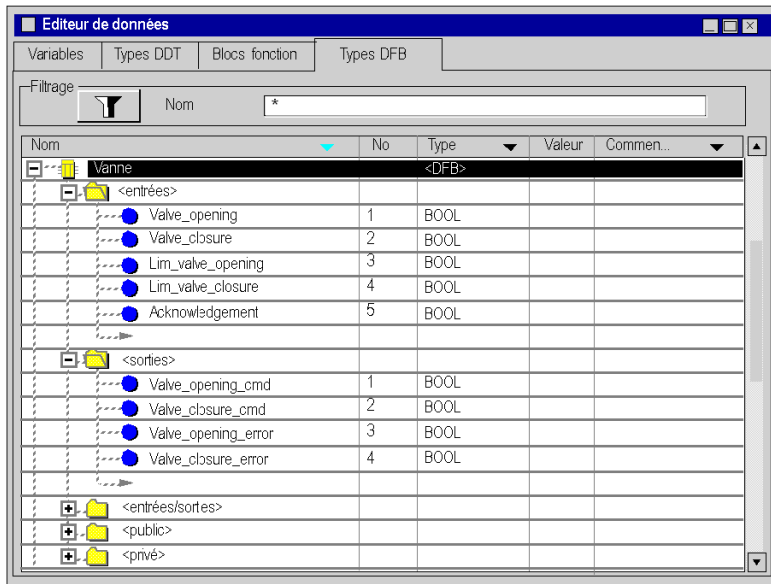 Editeur de données
Variables Types DDT Blocs fonction Types DFB
Filtrage
Nom *
Nom No Type Valeur Commen...
Vanne <DFB>
<entrées>
Valve_opening 1 BOOL
Valve_closure 2 BOOL
Lim_valve_opening 3 BOOL
Lim_valve_closure 4 BOOL
Acknowledgement 5 BOOL
<sorties>
Valve_opening_cmd 1 BOOL
Valve_closure_cmd 2 BOOL
Valve_opening_error 3 BOOL
Valve_closure_error 4 BOOL
<entrées/sortes>
<public>
<privé>